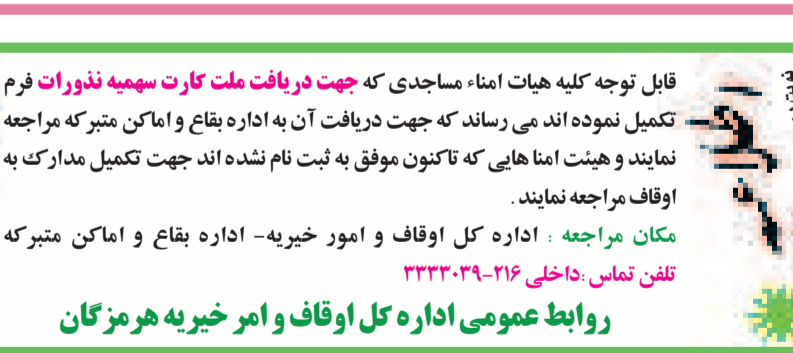 قابل توجه کلیه هیات امناء مساجدی که جهت دریافت ملت کارت سهمیه نذورات فرم
تکمیل نموده اند می رساند که جهت دریافت آن به اداره بقاع و اماکن متبرکه مراجعه
نمایند و هیئت امنا هایی که تاکنون موفق به ثبت نام نشده اند جهت تکمیل مدارک به
اوقاف مراجعه نمایند .
مکان مراجعه : اداره کل اوقاف و امور خیریه- اداره بقاع و اماکن متبرکه
تلفن تماس :داخلی ۲۱۶-۳۳۳۳۰۳۹
روابط عمومی اداره کل اوقاف و امر خیریه هرمزگان
اطلاعیه